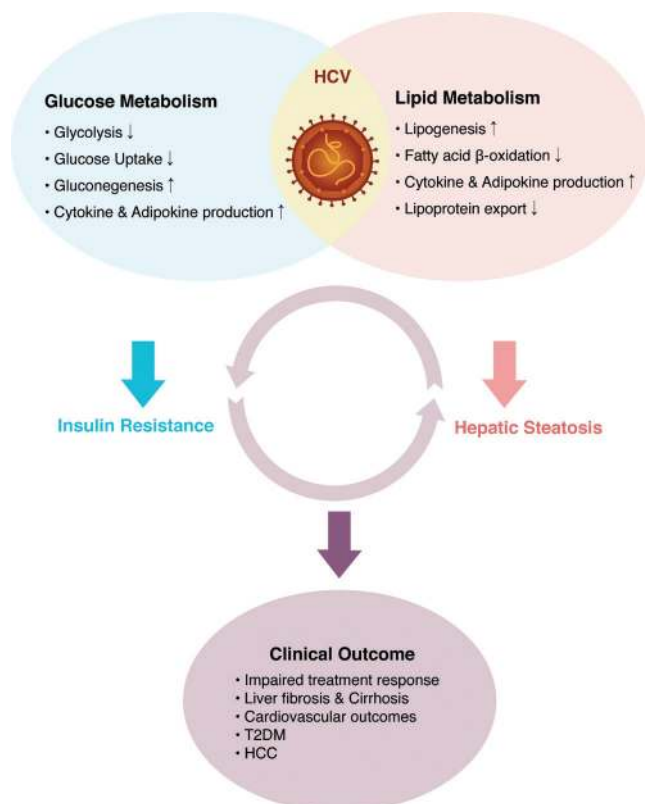 HCV
Glucose Metabolism
• Glycolysis ↓
• Glucose Uptake ↓
• Gluconegenesis ↑
• Cytokine & Adipokine production ↑
Lipid Metabolism
• Lipogenesis ↑
• Fatty acid β-oxidation ↓
• Cytokine & Adipokine production ↑
• Lipoprotein export ↓
Insulin Resistance
Hepatic Steatosis
Clinical Outcome
• Impaired treatment response
• Liver fibrosis & Cirrhosis
• Cardiovascular outcomes
• T2DM
• HCC